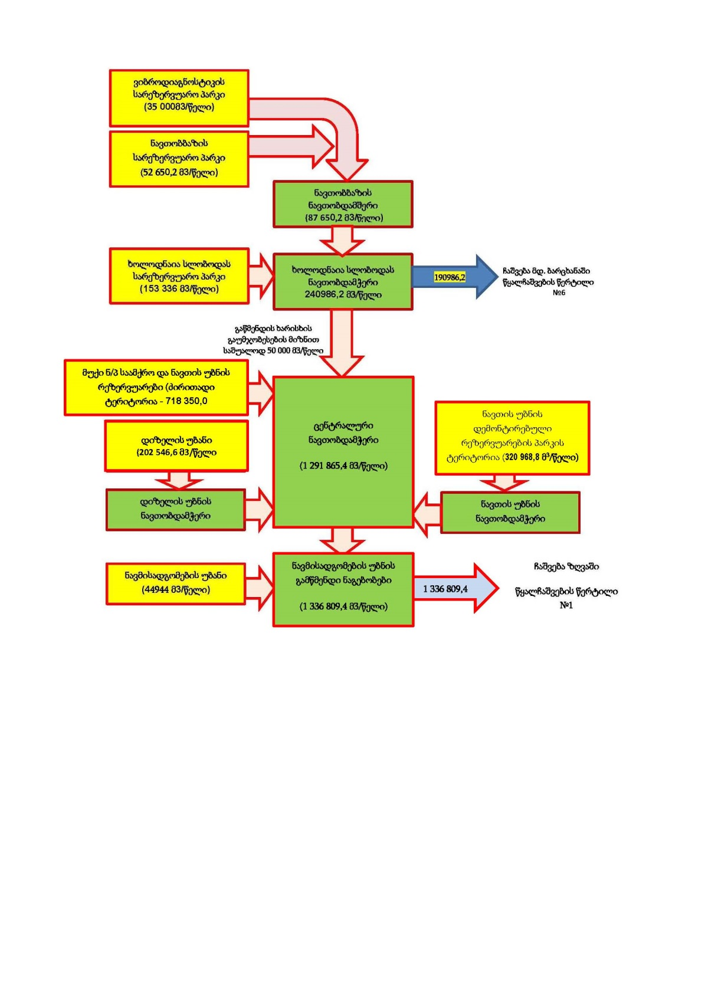 ვიბროდიაგნოსტიკის
სარეზერვუარო პარკი
(35 000მ3/წელი)
ნავთობბაზის
სარეზერვუარო პარკი
(52 650,2 მ3/წელი)
ნავთობბაზის
ნავთობდამშერი
(87 650,2 მ3/წელი)
ხოლოდნაია სლობოდას
სარეზერვუარო პარკი
(153 336 მ3/წელი)
ხოლოდნაია სლობოდას
ნავთობდამჭერი
240986,2 მ3/წელი
190986,2
ჩაშვება მდ. ბარცხანაში
წყალჩაშვების წერტილი
№6
გაწმენდის ხარისხის
გაუმჯობესების მიზნით
საშუალოდ 50 000 მ3/წელი
მუქი ნ/პ საამქრო და ნავთის უბნის
რეზერვუარები (ძირითადი
ტერიტორია - 718 350,0
დიზელის უბანი
(202 546,6 მ3/წელი
ცენტრალური
ნავთობდამჭერი
(1 291 865,4 მ3/წელი)
ნავთის უბნის
დემონტირებული
რეზერვუარების პარკის
ტერიტორია (320 968,8 მ³/წელი)
დიზელის უბნის
ნავთობდამჭერი
ნავთის უბნის
ნავთობდამჭერი
ნავმისადგომების უბანი
(44944 მ3/წელი)
ნავმისადგომების უბნის
გამწმენდი ნაგებობები
(1 336 809,4 მ3/წელი)
1 336 809,4
ჩაშვება ზღვაში
წყალჩაშვების წერტილი
№1